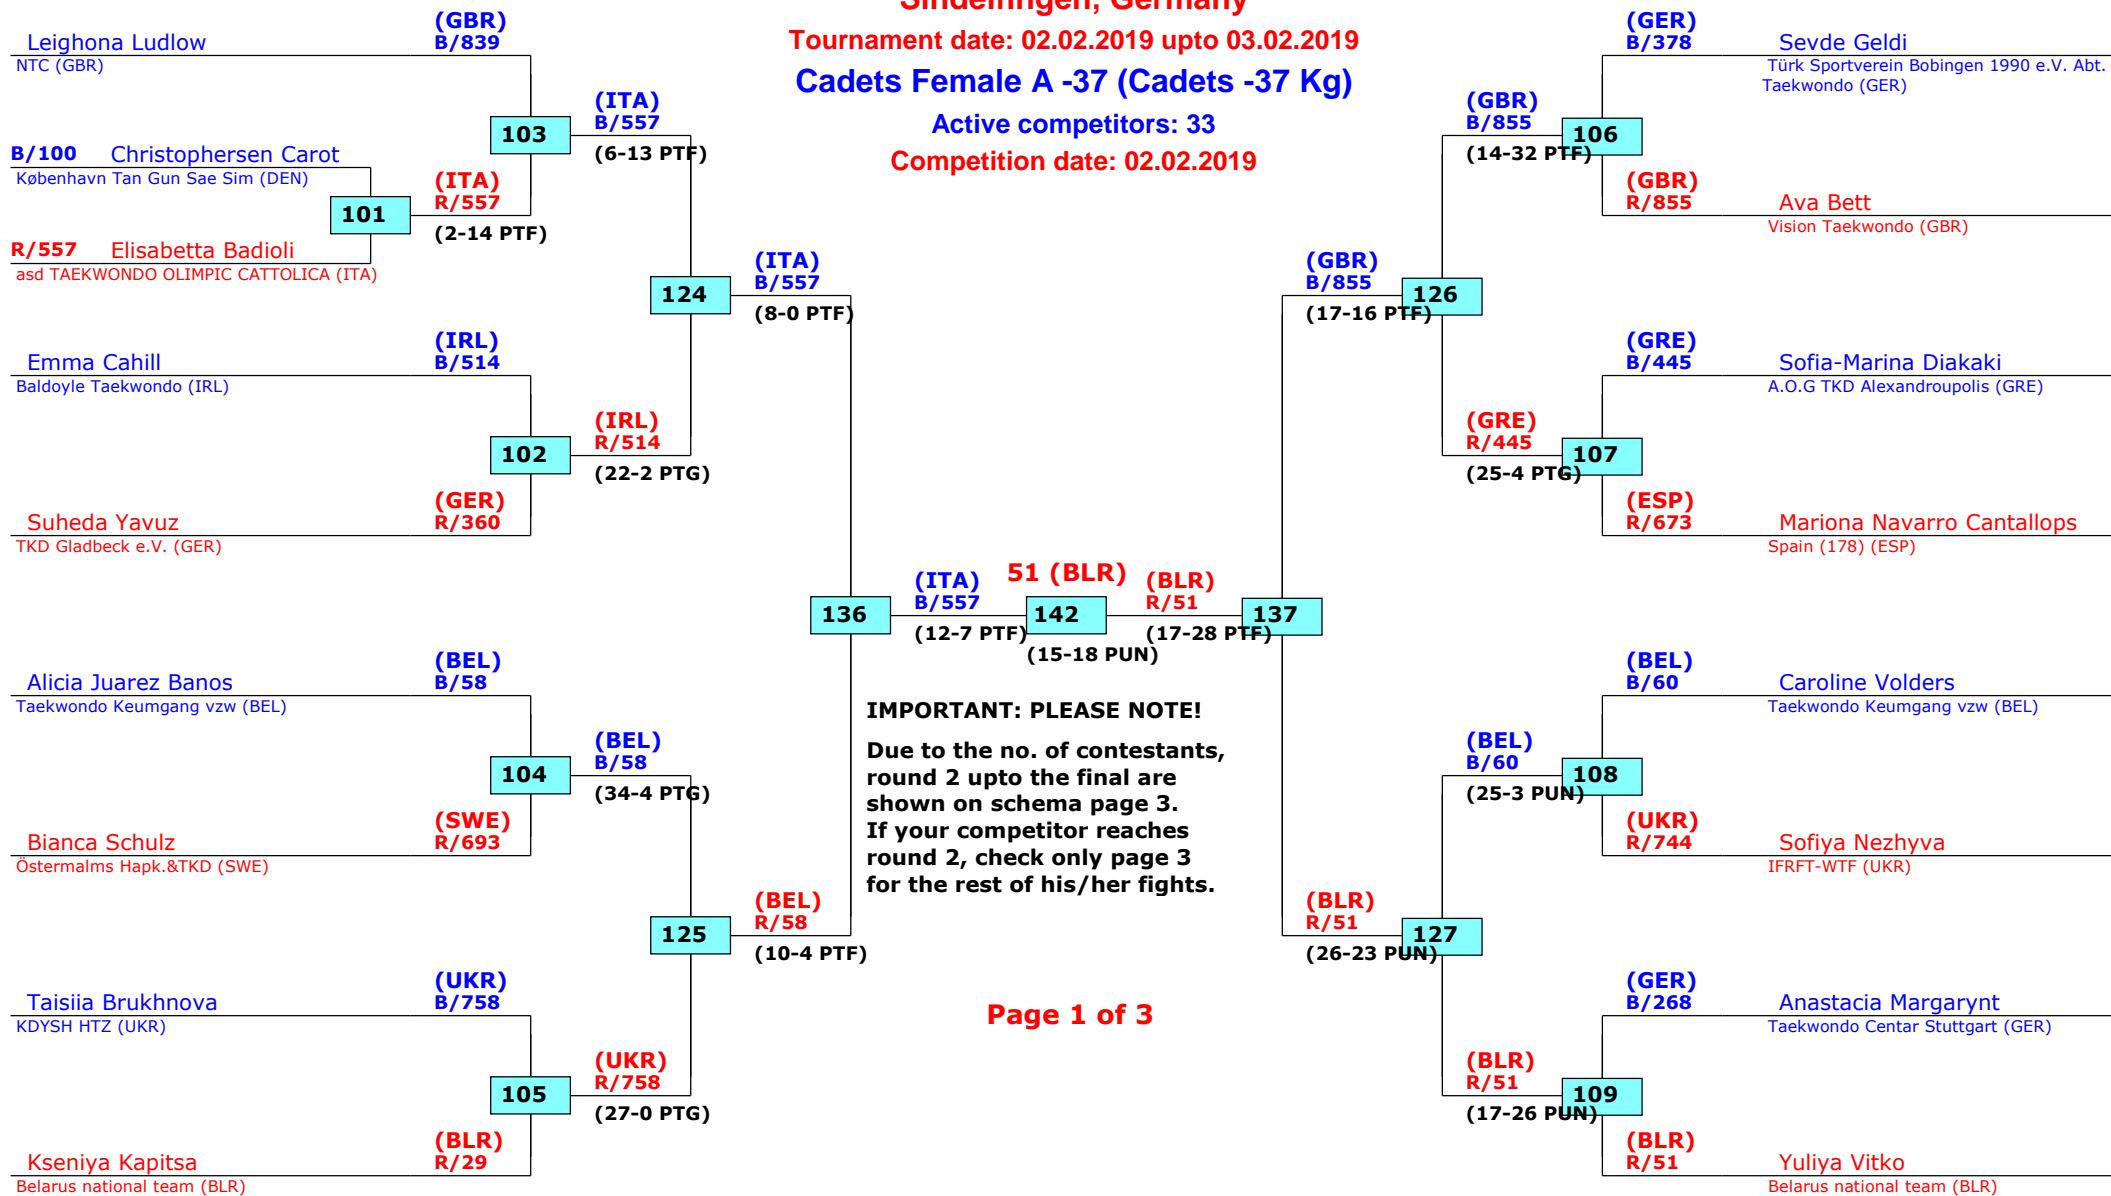 Sindelfingen, Germany
Tournament date: 02.02.2019 upto 03.02.2019
Cadets Female A -37 (Cadets -37 Kg)
Active competitors: 33
Competition date: 02.02.2019
(GBR)
Leighona Ludlow B/839
NTC (GBR)
B/100 Christophersen Carot
København Tan Gun Sae Sim (DEN)
101
(ITA)
R/557
(2-14 PTF)
R/557 Elisabetta Badioli
asd TAEKWONDO OLIMPIC CATTOLICA (ITA)
103
(ITA)
B/557
(6-13 PTF)
(IRL)
Emma Cahill B/514
Baldoyle Taekwondo (IRL)
102
(IRL)
R/514
(22-2 PTG)
(GER)
Suheda Yavuz R/360
TKD Gladbeck e.V. (GER)
124
(ITA)
B/557
(8-0 PTF)
(BEL)
Alicia Juarez Banos B/58
Taekwondo Keumgang vzw (BEL)
104
(BEL)
B/58
(34-4 PTG)
(SWE)
Bianca Schulz R/693
Östermalms Hapk.&TKD (SWE)
125
(BEL)
R/58
(10-4 PTF)
(UKR)
Taisiia Brukhnova B/758
KDYSH HTZ (UKR)
105
(UKR)
R/758
(27-0 PTG)
(BLR)
Kseniya Kapitsa R/29
Belarus national team (BLR)
136
(ITA)
B/557
(12-7 PTF)
51 (BLR)
142
(15-18 PUN)
(BLR)
R/51
(17-28 PTF)
137
IMPORTANT: PLEASE NOTE!
Due to the no. of contestants,
round 2 upto the final are
shown on schema page 3.
If your competitor reaches
round 2, check only page 3
for the rest of his/her fights.
Page 1 of 3
(GER)
B/378 Sevde Geldi
Türk Sportverein Bobingen 1990 e.V. Abt.
Taekwondo (GER)
(GBR)
B/855
(14-32 PTF)
106
(GBR)
R/855 Ava Bett
Vision Taekwondo (GBR)
(GBR)
B/855
(17-16 PTF)
126
(GRE)
B/445 Sofia-Marina Diakaki
A.O.G TKD Alexandroupolis (GRE)
(GRE)
R/445
(25-4 PTG)
107
(ESP)
R/673 Mariona Navarro Cantallops
Spain (178) (ESP)
(BEL)
B/60 Caroline Volders
Taekwondo Keumgang vzw (BEL)
(BEL)
B/60
(25-3 PUN)
108
(UKR)
R/744 Sofiya Nezhyva
IFRFT-WTF (UKR)
(BLR)
R/51
(26-23 PUN)
127
(GER)
B/268 Anastacia Margarynt
Taekwondo Centar Stuttgart (GER)
(BLR)
R/51
(17-26 PUN)
109
(BLR)
R/51 Yuliya Vitko
Belarus national team (BLR)